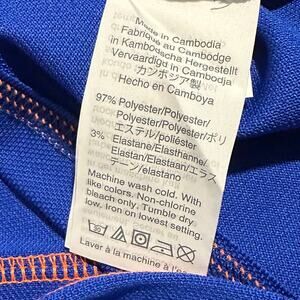 Made in Cambodia
Fabriqué au Cambodge
in Kambodscha Hergestellt
Vervaardigd in Cambodja
カンボジア製
Hecho en Camboya
97% Polyester/Polyester/
Polyester/Polyester/ポリ
エステル/poliéster
3% Elastane/Elasthanne/
Elastan/Elastaan/エラス
テーン/elastano
Machine wash cold. With
like colors. Non-chlorine
bleach only. Tumble dry
low. Iron on lowest setting.
Laver à la machine à l'eau